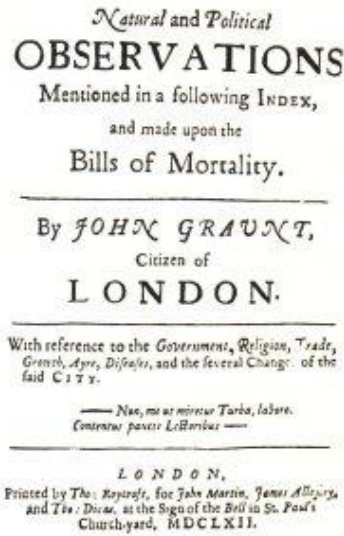 Natural and Political
OBSERVATIONS
Mentioned in a following INDEX,
and made upon the
Bills of Mortality.
By JOHN GRAUNT,
Citizen of
LONDON.
With reference to the Government, Religion, Trade,
Growth, Ayre, Diseases, and the several Changes of the
said CITY.
—— Non, me ut miretur Turba, laboro.
Contentus paucis Lectoribus ——
LONDON,
Printed by Tho: Roycroft, for John Martin, James Allestry,
and Tho: Dicas, at the Sign of the Bell in St. Paul's
Church-yard, MDCLXII.